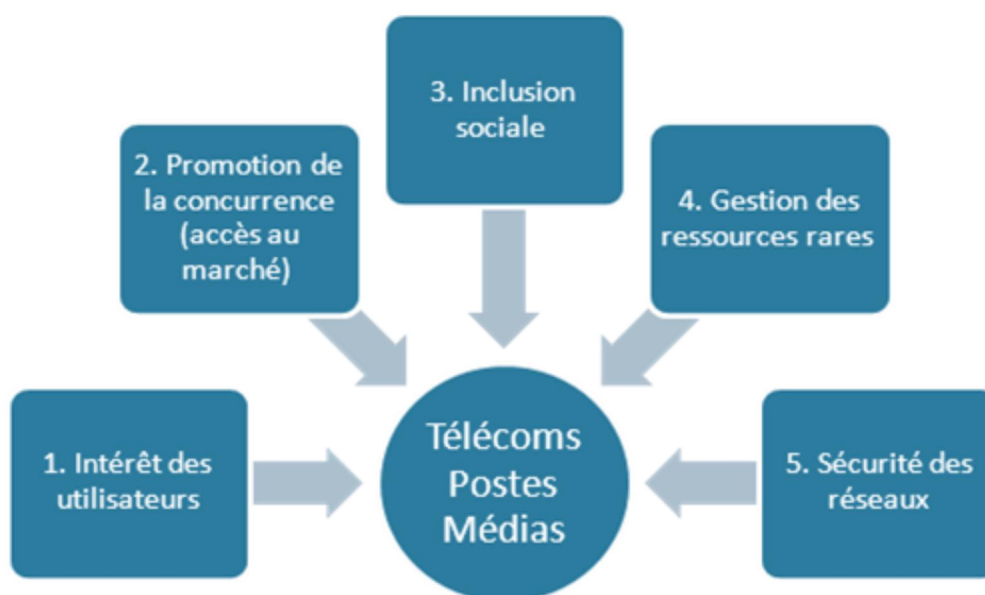 1. Intérêt des
utilisateurs
2. Promotion de
la concurrence
(accès au
marché)
3. Inclusion
sociale
4. Gestion des
ressources rares
5. Sécurité des
réseaux
Télécoms
Postes
Médias